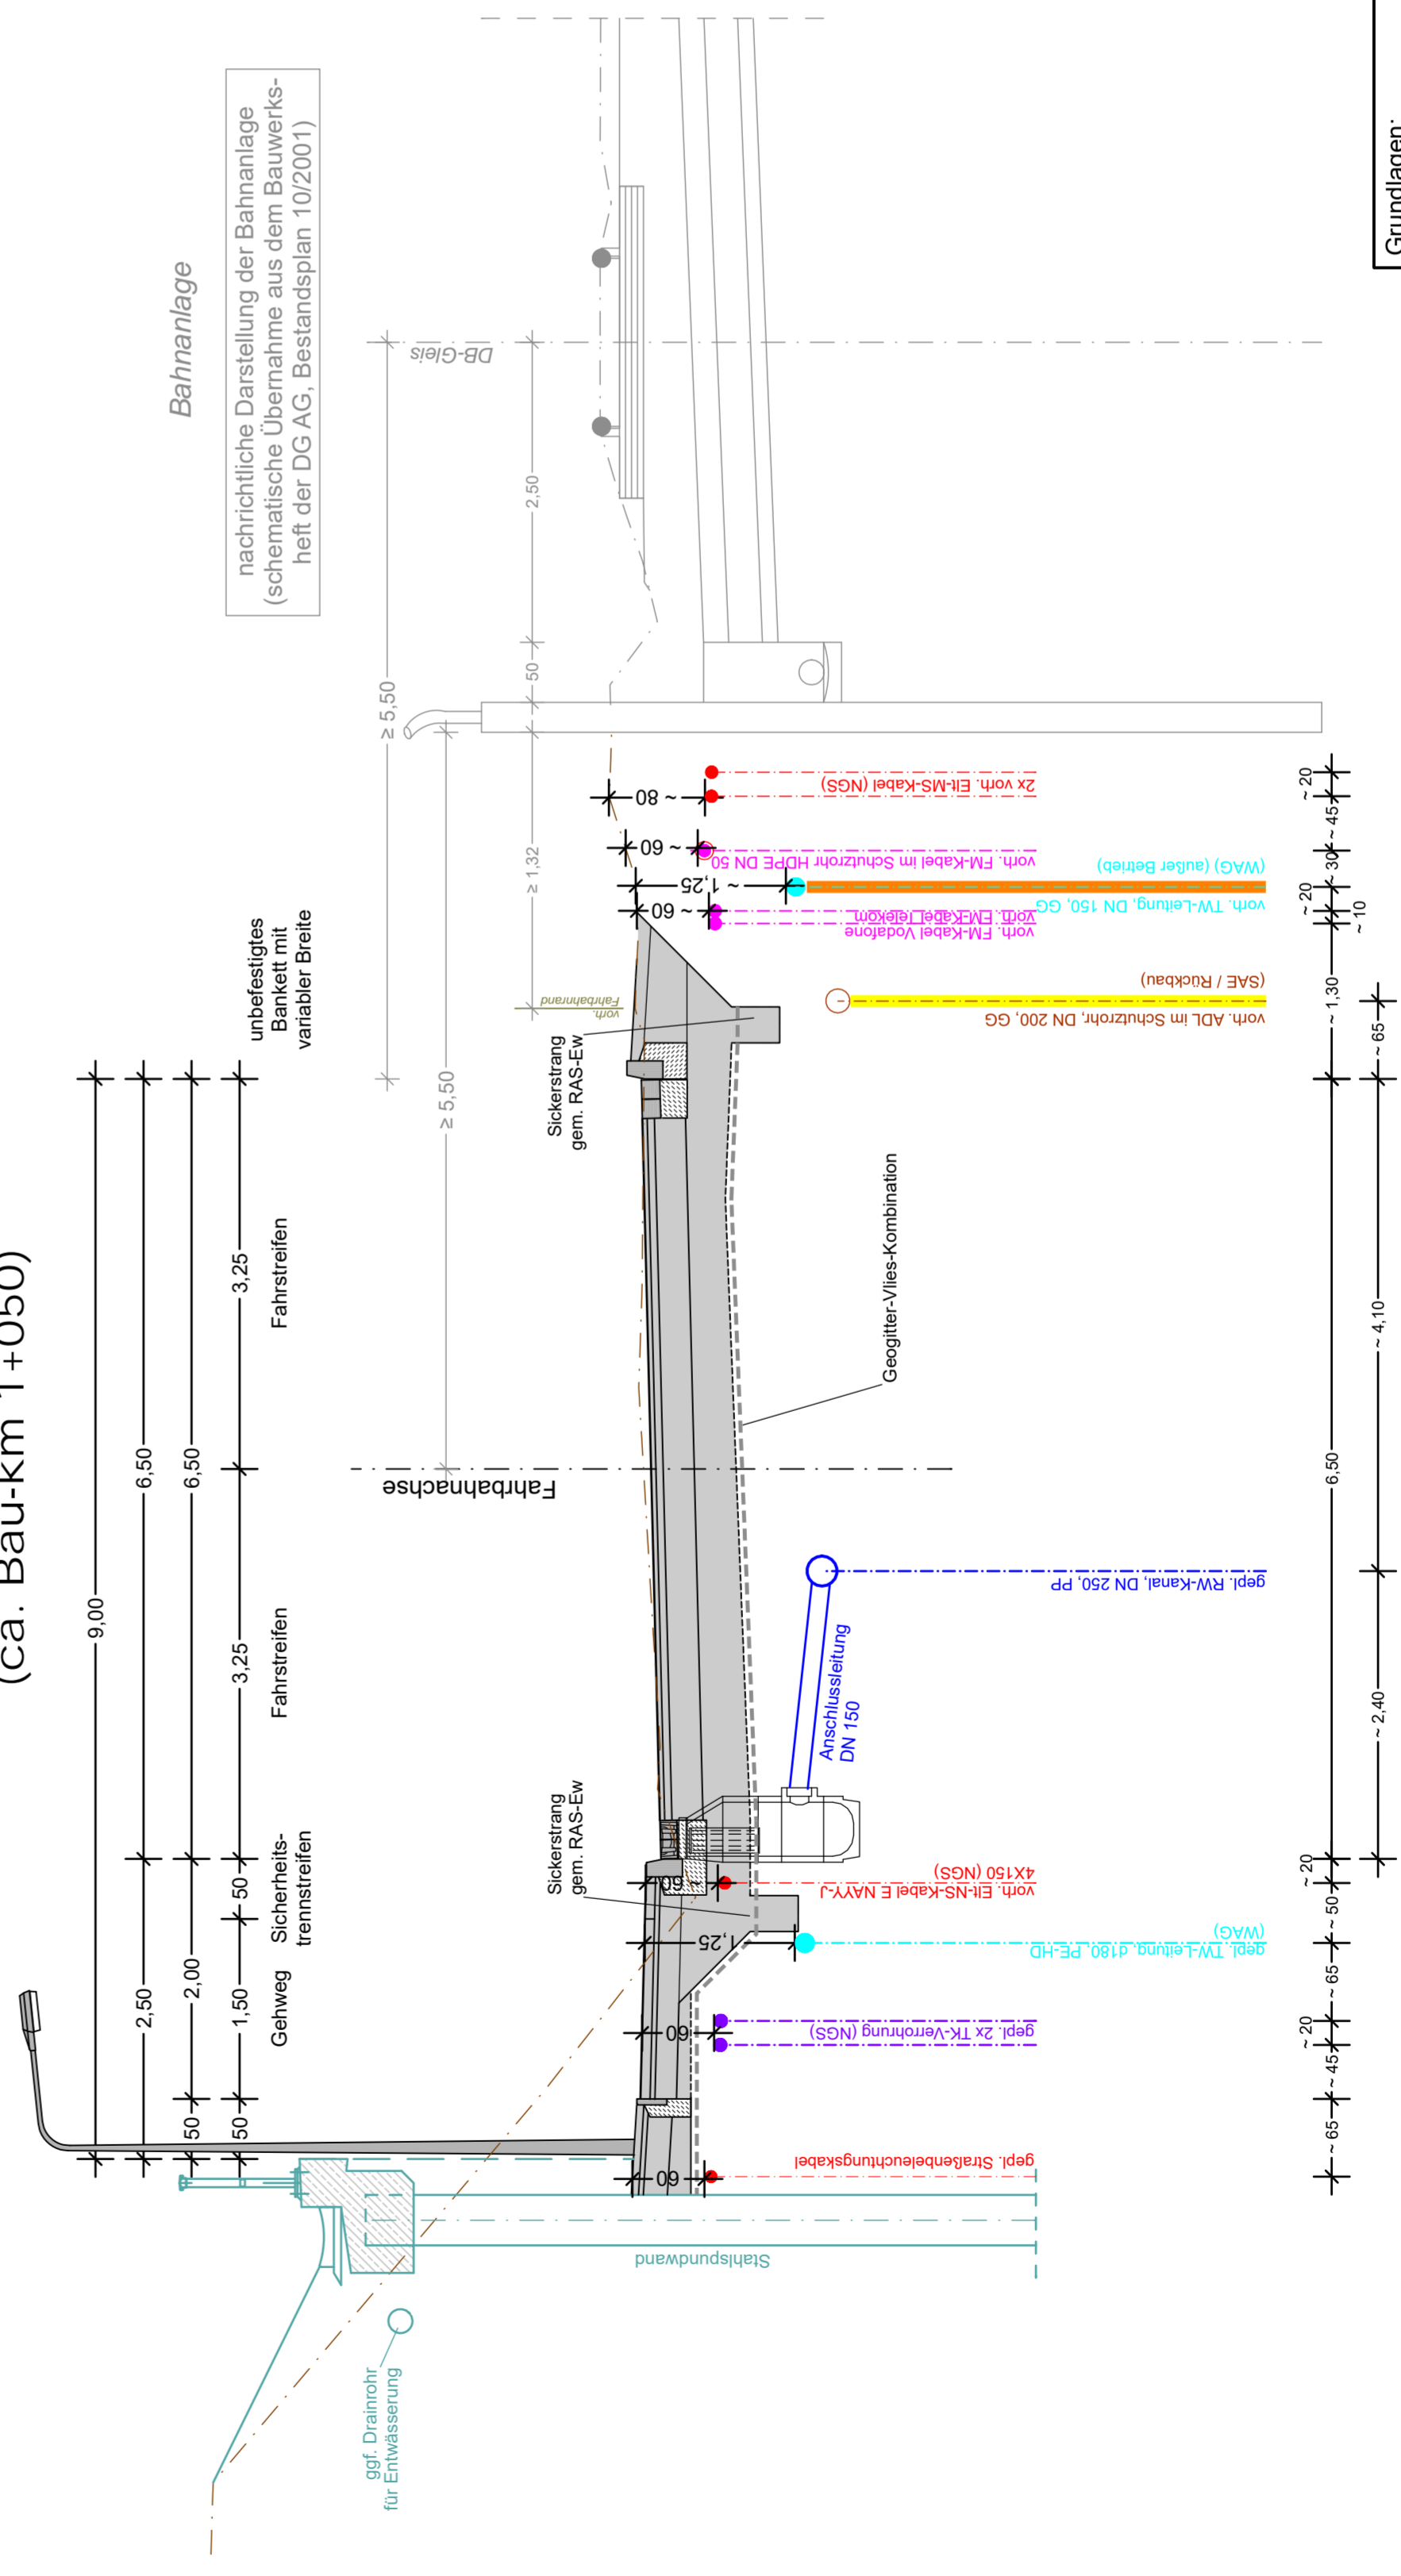 (ca. Bau-km 1+050)
9,00
2,50
6,50
50
2,00
6,50
50
1,50
50
3,25
3,25
Gehweg
Sicherheits-
trennstreifen
Fahrstreifen
Fahrstreifen
unbefestigtes
Bankett mit
variabler Breite
Bahnanlage
nachrichtliche Darstellung der Bahnanlage
(schematische Übernahme aus dem Bauwerks-
heft der DG AG, Bestandsplan 10/2001)
≥ 5,50
≥ 5,50
DB-Gleis
≥ 1,32
50
2,50
ggf. Drainrohr
für Entwässerung
Fahrbahnachse
Sickerstrang
gem. RAS-Ew
Sickerstrang
gem. RAS-Ew
vorh.
Fahrbahnrand
60
60
1,25
~ 60
~ 60
~ 1,25
~ 60
~ 80
Stahlspundwand
Anschlussleitung
DN 150
Geogitter-Vlies-Kombination
gepl. Straßenbeleuchtungskabel
gepl. 2x TK-Verrohrung (NGS)
gepl. TW-Leitung, d180, PE-HD
(WAG)
vorh. Elt-NS-Kabel E NAYY-J
4X150 (NGS)
gepl. RW-Kanal, DN 250, PP
vorh. ADL im Schutzrohr, DN 200, GG
(SAE / Rückbau)
vorh. FM-Kabel Vodafone
vorh. FM-Kabel Telekom
vorh. TW-Leitung, DN 150, GG
(WAG) (außer Betrieb)
vorh. FM-Kabel im Schutzrohr HDPE DN 50
2x vorh. Elt-MS-Kabel (NGS)
~ 65
~ 45
~ 20
~ 65
~ 50
~ 20
6,50
~ 1,30
~ 10
~ 20
~ 30
~ 45
~ 20
~ 2,40
~ 4,10
~ 65
Grundlagen: